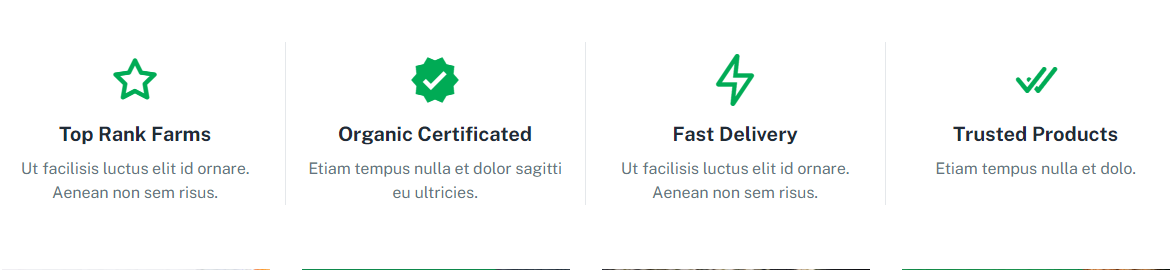 Top Rank Farms
Ut facilisis luctus elit id ornare.
Aenean non sem risus.
Organic Certificated
Etiam tempus nulla et dolor sagitti
eu ultricies.
Fast Delivery
Ut facilisis luctus elit id ornare.
Aenean non sem risus.
Trusted Products
Etiam tempus nulla et dolo.